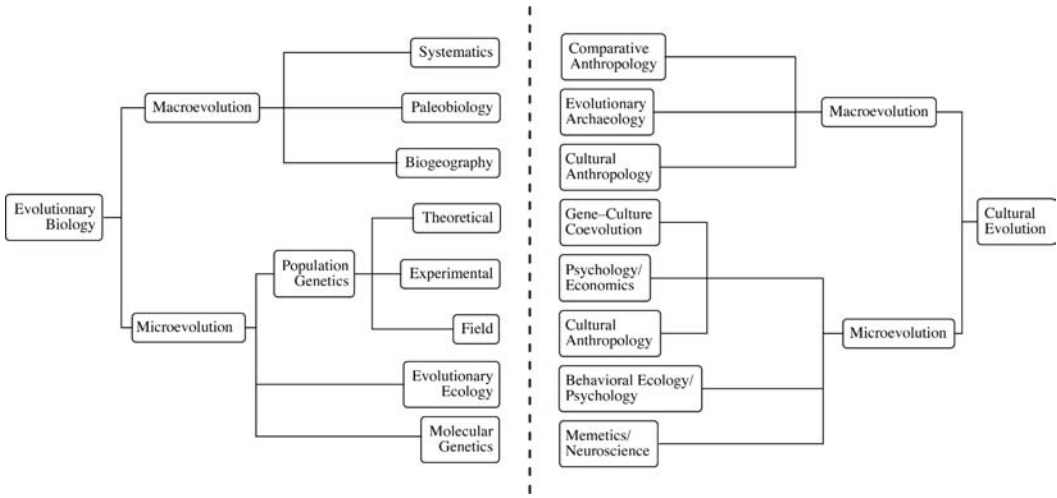 Systematics
Macroevolution
Paleobiology
Biogeography
Evolutionary
Biology
Theoretical
Population
Genetics
Experimental
Microevolution
Field
Evolutionary
Ecology
Molecular
Genetics
Comparative
Anthropology
Evolutionary
Archaeology
Macroevolution
Cultural
Anthropology
Gene–Culture
Coevolution
Cultural
Evolution
Psychology/
Economics
Cultural
Anthropology
Microevolution
Behavioral Ecology/
Psychology
Memetics/
Neuroscience